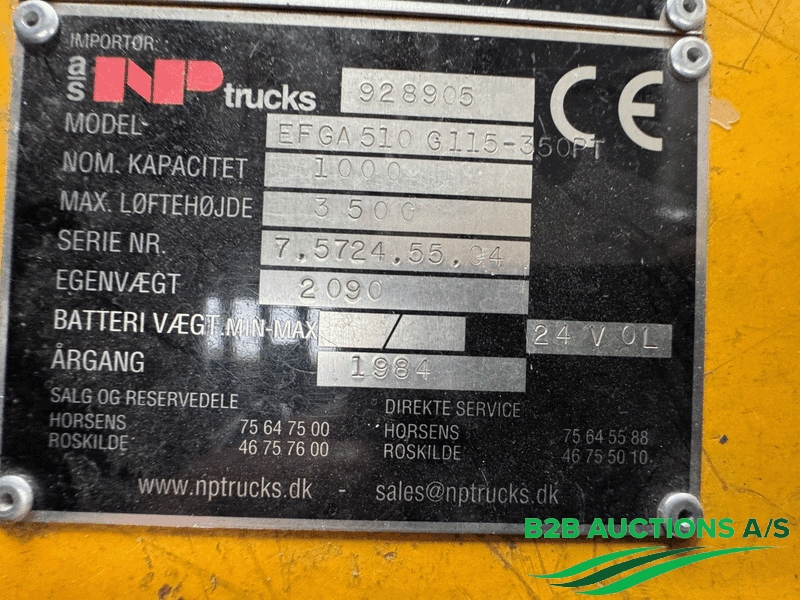 IMPORTØR:
a/s NP trucks 928905
MODEL- EFGA510 G115-350PT
NOM. KAPACITET 1000
MAX. LØFTEHØJDE 3500
SERIE NR. 7.5724.55.04
EGENVÆGT 2090
BATTERI VÆGT.MIN-MAX / 24 VOL
ÅRGANG 1984
SALG OG RESERVEDELE DIREKTE SERVICE
HORSENS 75 64 75 00 HORSENS 75 64 55 88
ROSKILDE 46 75 76 00 ROSKILDE 46 75 50 10
www.nptrucks.dk - sales@nptrucks.dk
CE
B2B AUCTIONS A/S